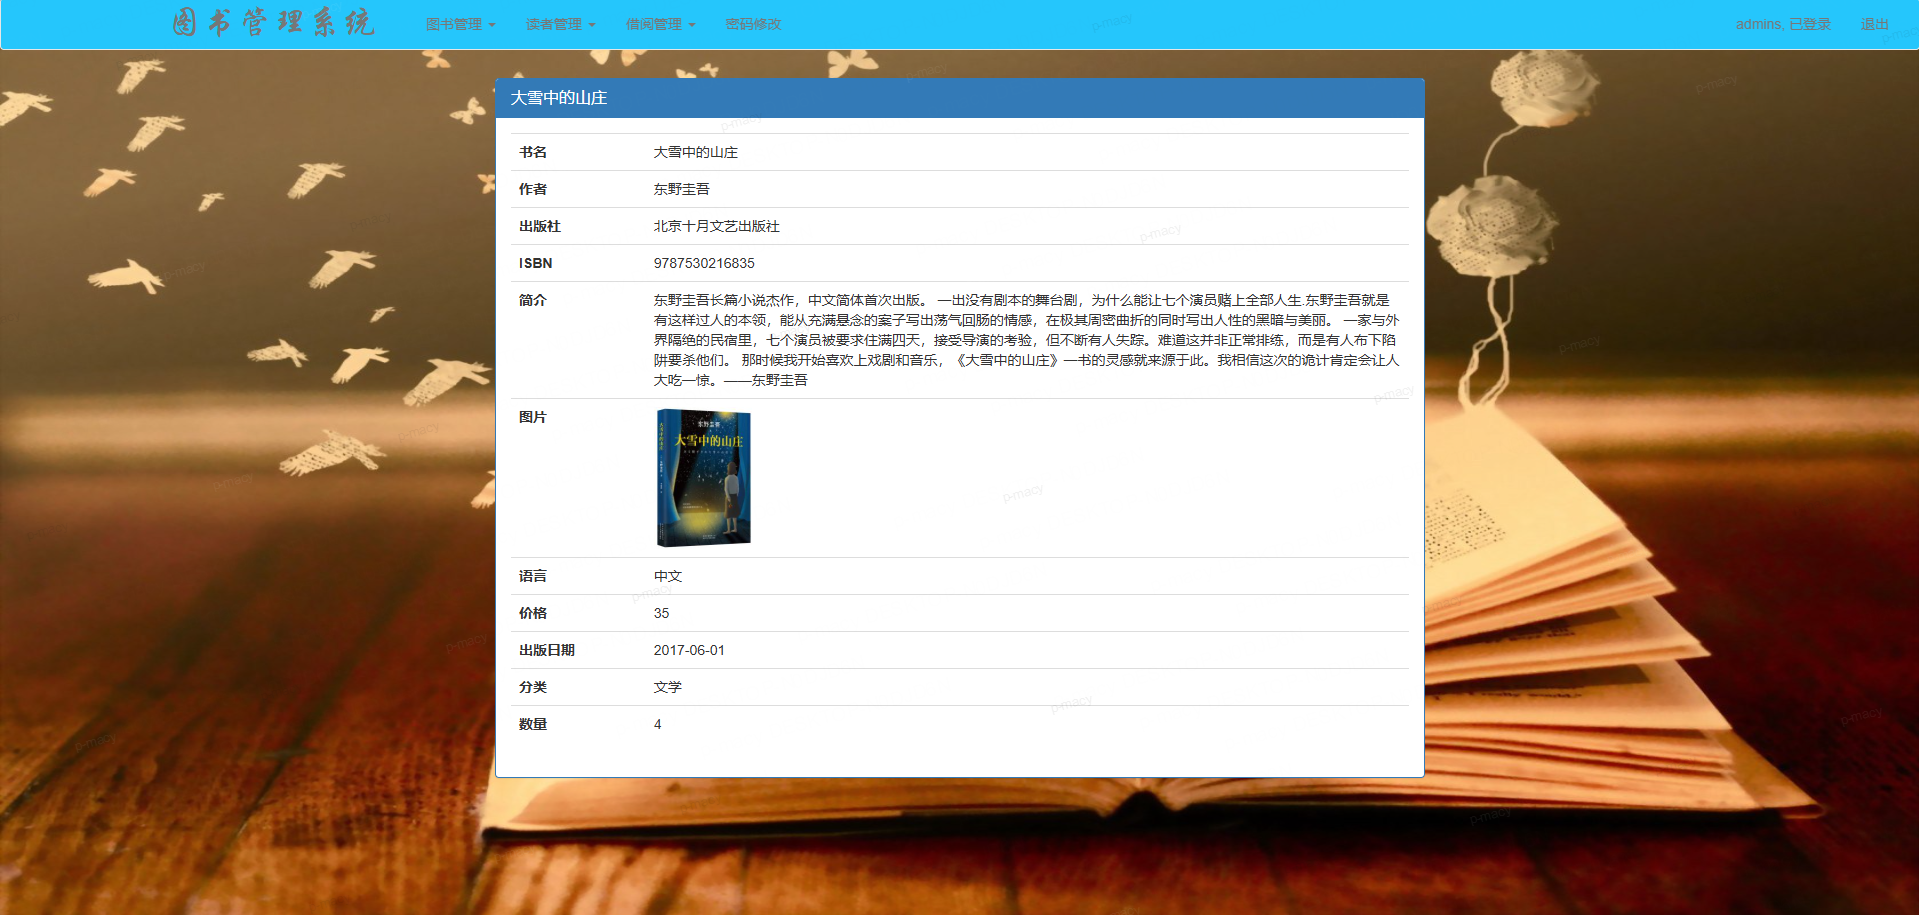 图书管理系统 图书管理 读者管理 借阅管理 密码修改 admins, 已登录 退出
大雪中的山庄
书名 大雪中的山庄
作者 东野圭吾
出版社 北京十月文艺出版社
ISBN 9787530216835
简介 东野圭吾长篇小说杰作，中文简体首次出版。 一出没有剧本的舞台剧，为什么能让七个演员赌上全部人生.东野圭吾就是
有这样过人的本领，能从充满悬念的案子写出荡气回肠的情感，在极其周密曲折的同时写出人性的黑暗与美丽。 一家与外
界隔绝的民宿里，七个演员被要求住满四天，接受导演的考验，但不断有人失踪。难道这并非正常排练，而是有人布下陷
阱要杀他们。 那时候我开始喜欢上戏剧和音乐，《大雪中的山庄》一书的灵感就来源于此。我相信这次的诡计肯定会让人
大吃一惊。——东野圭吾
图片
东野圭吾
大雪中的山庄
语言 中文
价格 35
出版日期 2017-06-01
分类 文学
数量 4
p-macy